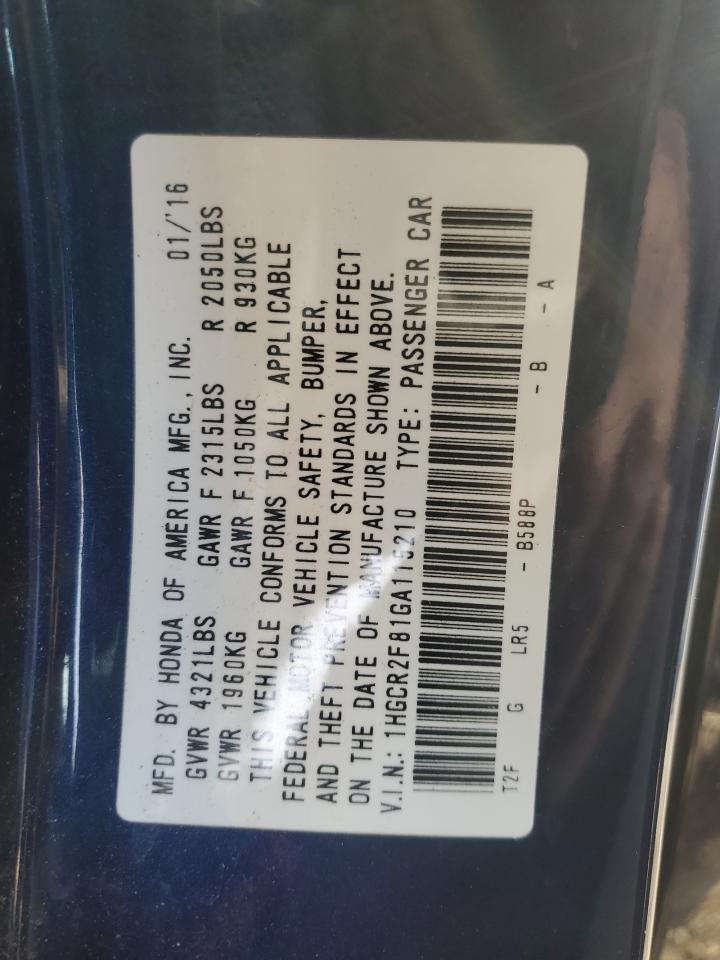 MFD. BY HONDA OF AMERICA MFG., INC. 01/'16
GVWR 4321LBS GAWR F 2315LBS R 2050LBS
GVWR 1960KG GAWR F 1050KG R 930KG
THIS VEHICLE CONFORMS TO ALL APPLICABLE
FEDERAL MOTOR VEHICLE SAFETY, BUMPER,
AND THEFT PREVENTION STANDARDS IN EFFECT
ON THE DATE OF MANUFACTURE SHOWN ABOVE.
V.I.N.: 1HGCR2F81GA115210 TYPE: PASSENGER CAR
T2F G LR5 - B588P - B - A